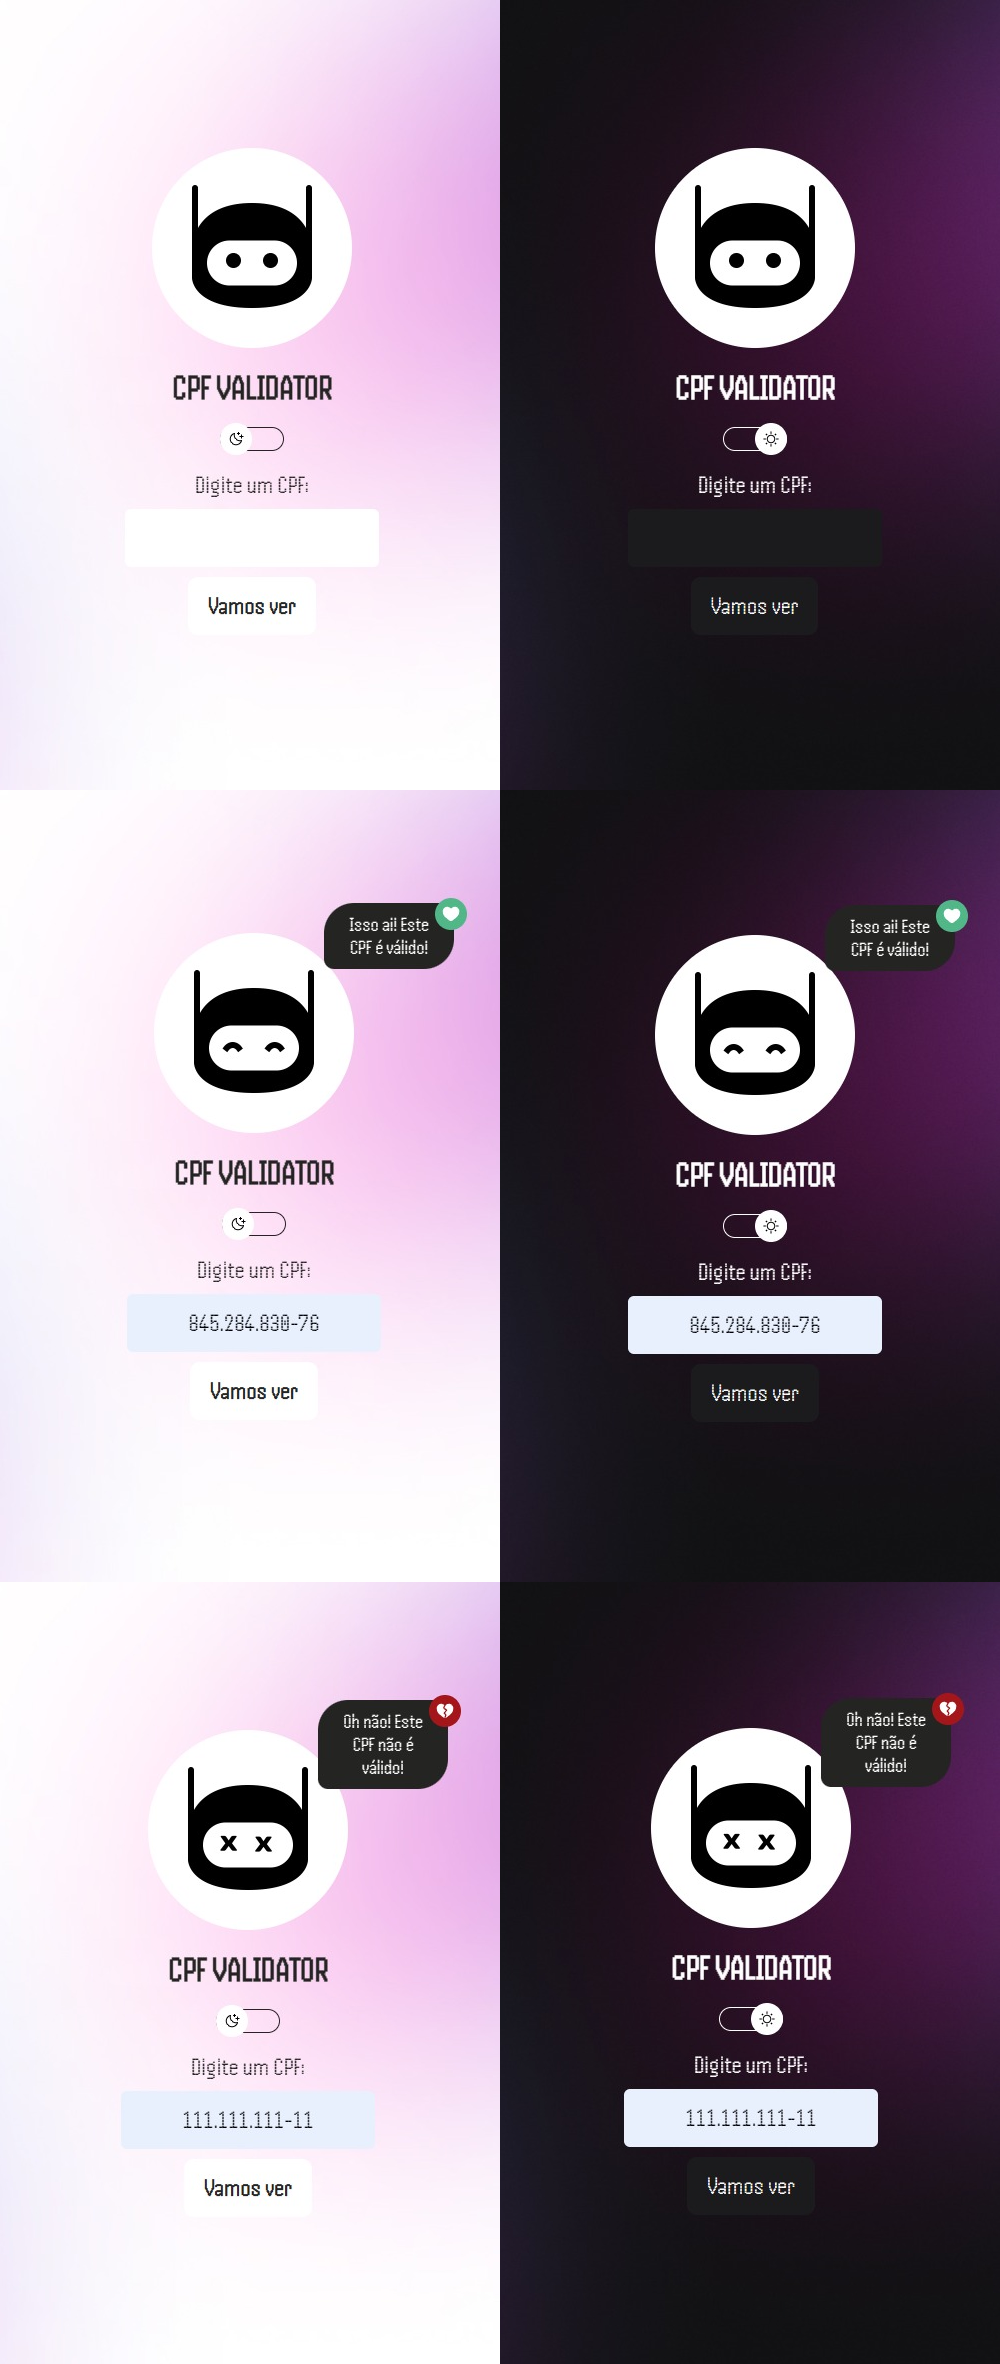 CPF VALIDATOR
Digite um CPF:
Vamos ver
CPF VALIDATOR
Digite um CPF:
Vamos ver
Isso aí! Este
CPF é válido!
CPF VALIDATOR
Digite um CPF:
845.284.830-76
Vamos ver
Isso aí! Este
CPF é válido!
CPF VALIDATOR
Digite um CPF:
845.284.830-76
Vamos ver
Oh não! Este
CPF não é
válido!
CPF VALIDATOR
Digite um CPF:
111.111.111-11
Vamos ver
Oh não! Este
CPF não é
válido!
CPF VALIDATOR
Digite um CPF:
111.111.111-11
Vamos ver